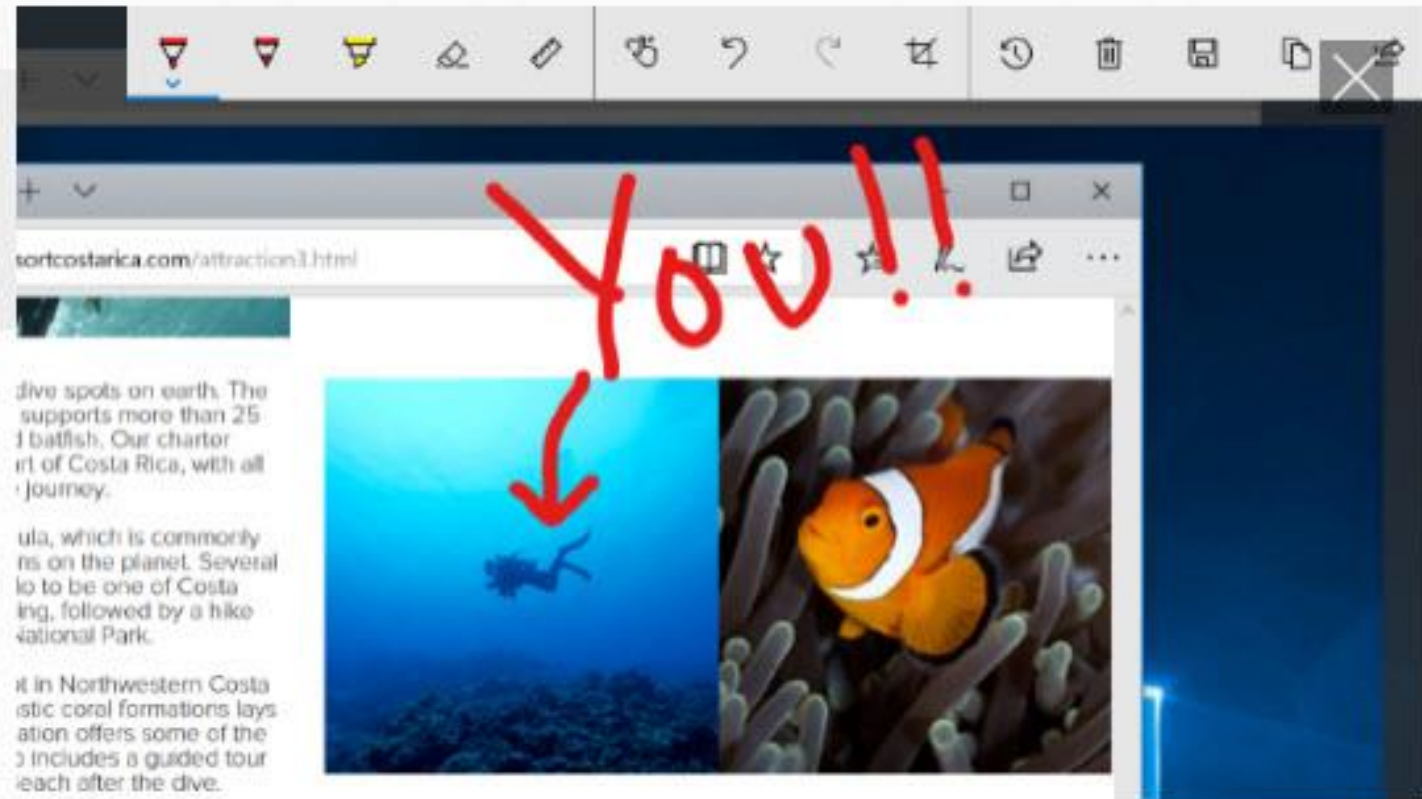 You!!
sortcostarica.com/attraction3.html
dive spots on earth. The
supports more than 25
d batfish. Our charter
art of Costa Rica, with all
journey.
ula, which is commonly
ns on the planet. Several
lo to be one of Costa
ing, followed by a hike
National Park.
in Northwestern Costa
astic coral formations lays
ation offers some of the
includes a guided tour
each after the dive.